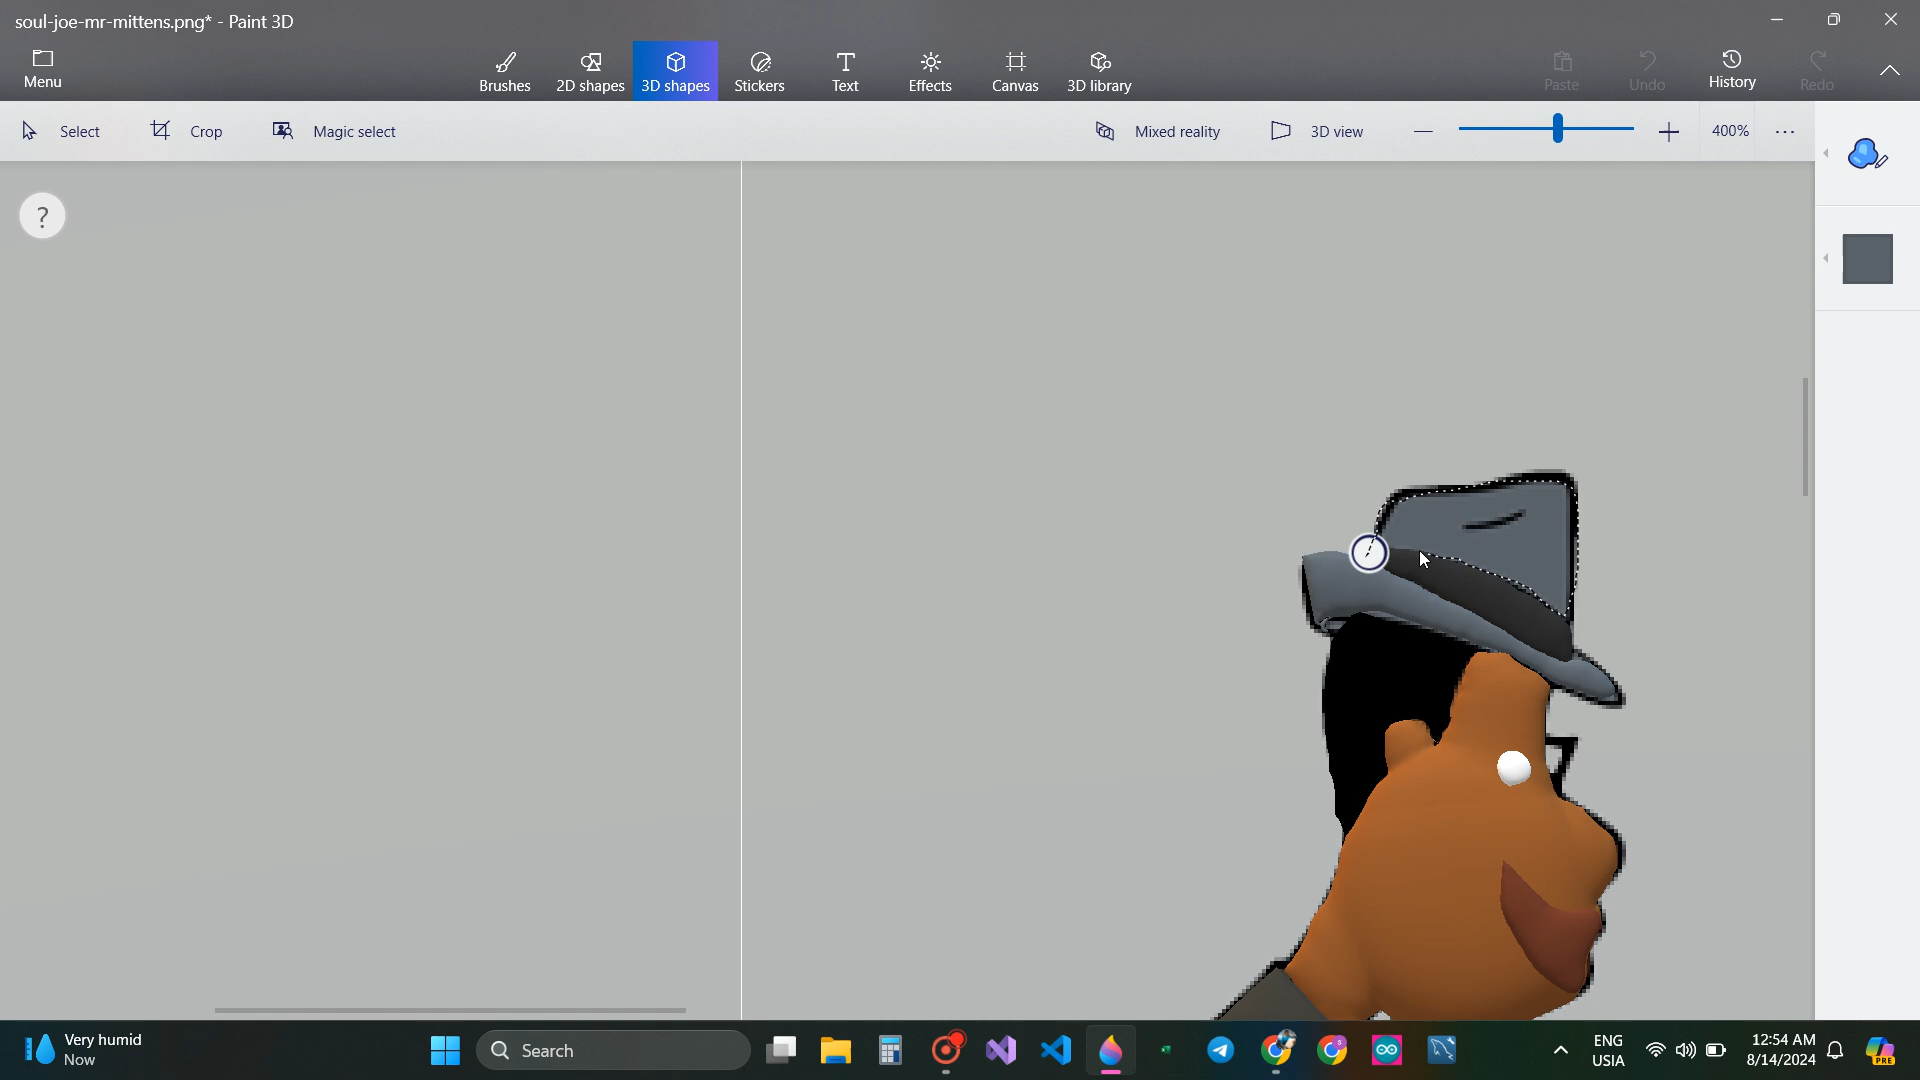 soul-joe-mr-mittens.png* - Paint 3D
Menu
Brushes
2D shapes
3D shapes
Stickers
Text
Effects
Canvas
3D library
Paste
Undo
History
Redo
Select
Crop
Magic select
Mixed reality
3D view
400%
?
Very humid
Now
Search
ENG
USIA
12:54 AM
8/14/2024
PRE